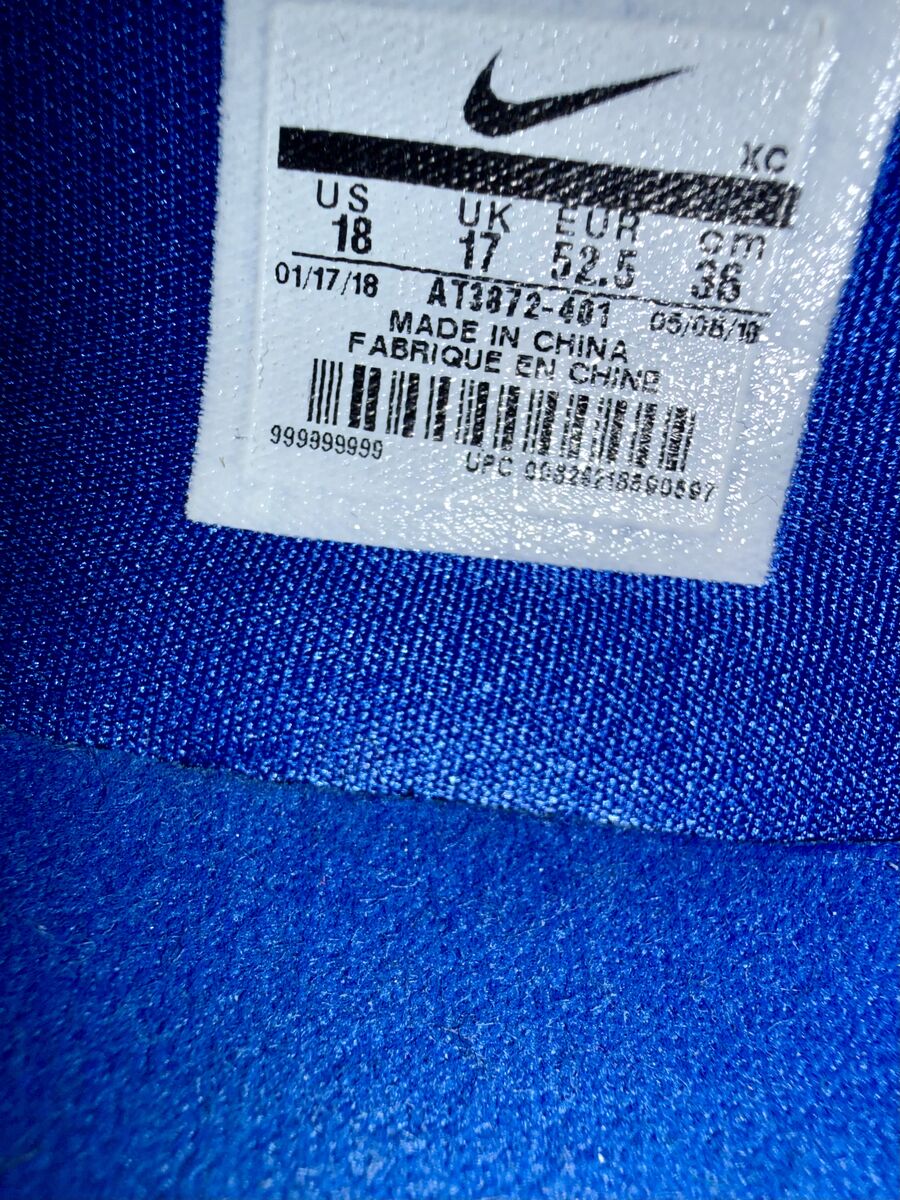 XC
US UK EUR cm
18 17 52.5 36
01/17/18 AT3872-401 05/08/18
MADE IN CHINA
FABRIQUE EN CHINE
999999999
UPC